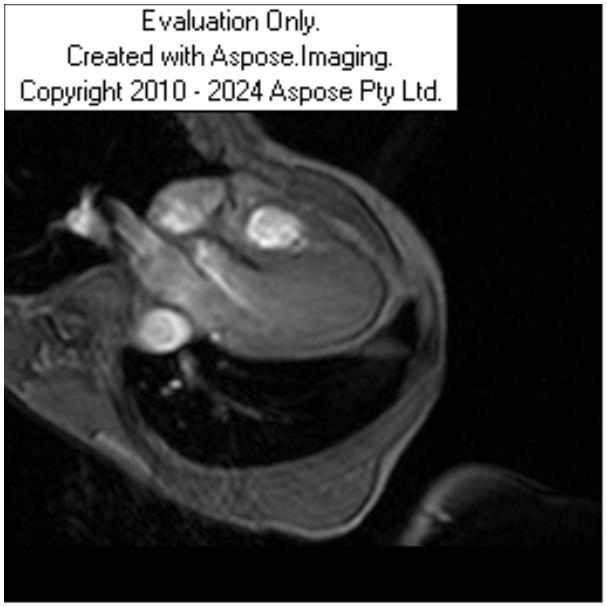 Evaluation Only.
Created with Aspose.Imaging.
Copyright 2010 - 2024 Aspose Pty Ltd.